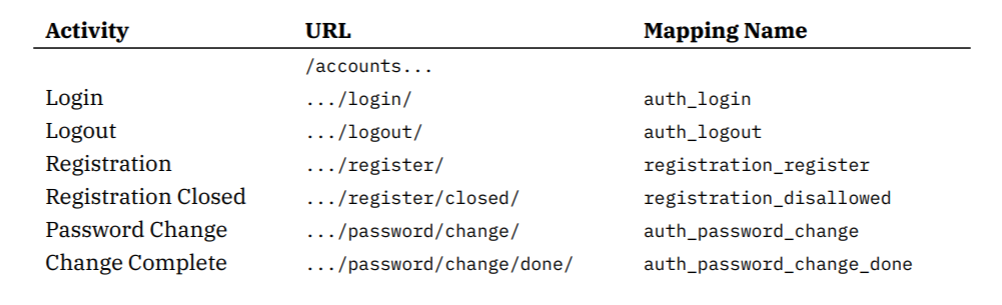 Activity URL Mapping Name
/accounts...
Login .../login/ auth_login
Logout .../logout/ auth_logout
Registration .../register/ registration_register
Registration Closed .../register/closed/ registration_disallowed
Password Change .../password/change/ auth_password_change
Change Complete .../password/change/done/ auth_password_change_done